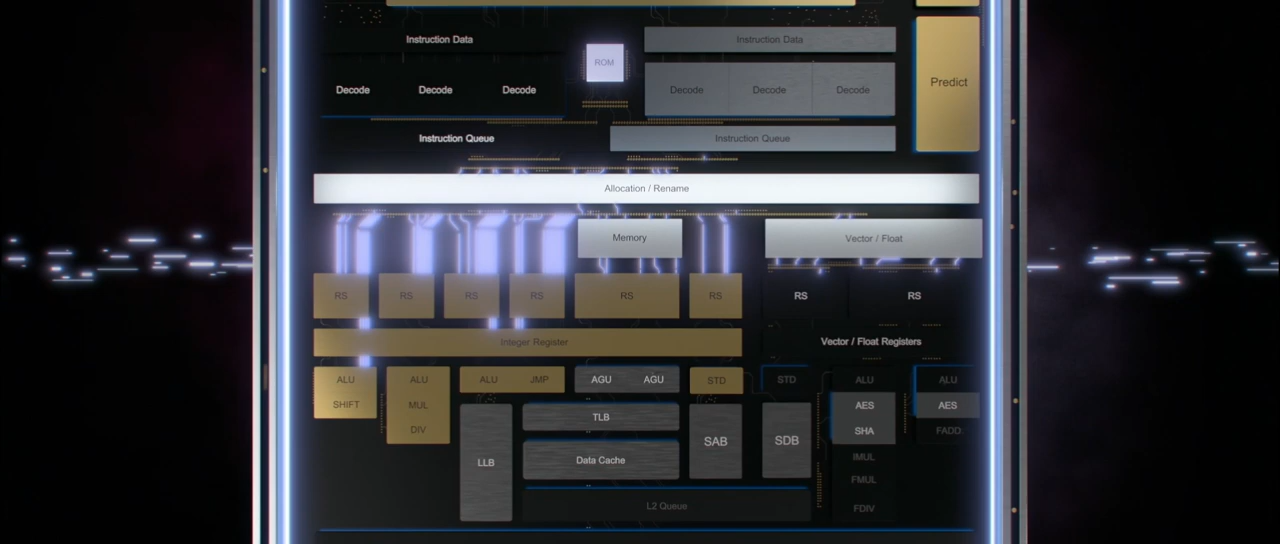 Instruction Data
Instruction Data
ROM
Decode Decode Decode
Decode Decode Decode
Predict
Instruction Queue
Instruction Queue
Allocation / Rename
Memory
Vector / Float
RS RS RS RS RS RS
RS RS
Integer Register
Vector / Float Registers
ALU
SHIFT
ALU
MUL
DIV
ALU JMP
AGU AGU
STD
STD
ALU
AES
SHA
IMUL
FMUL
FDIV
ALU
AES
FADD
TLB
LLB
Data Cache
SAB
SDB
L2 Queue